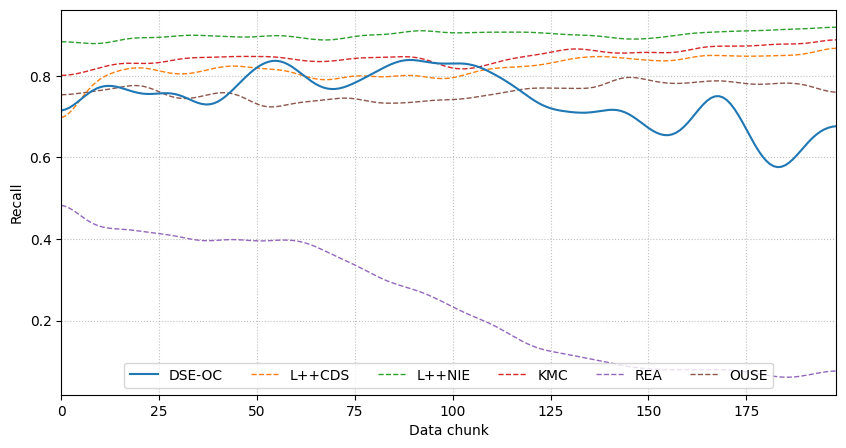 Recall
0.8
0.6
0.4
0.2
DSE-OC L++CDS L++NIE KMC REA OUSE
0 25 50 75 100 125 150 175
Data chunk